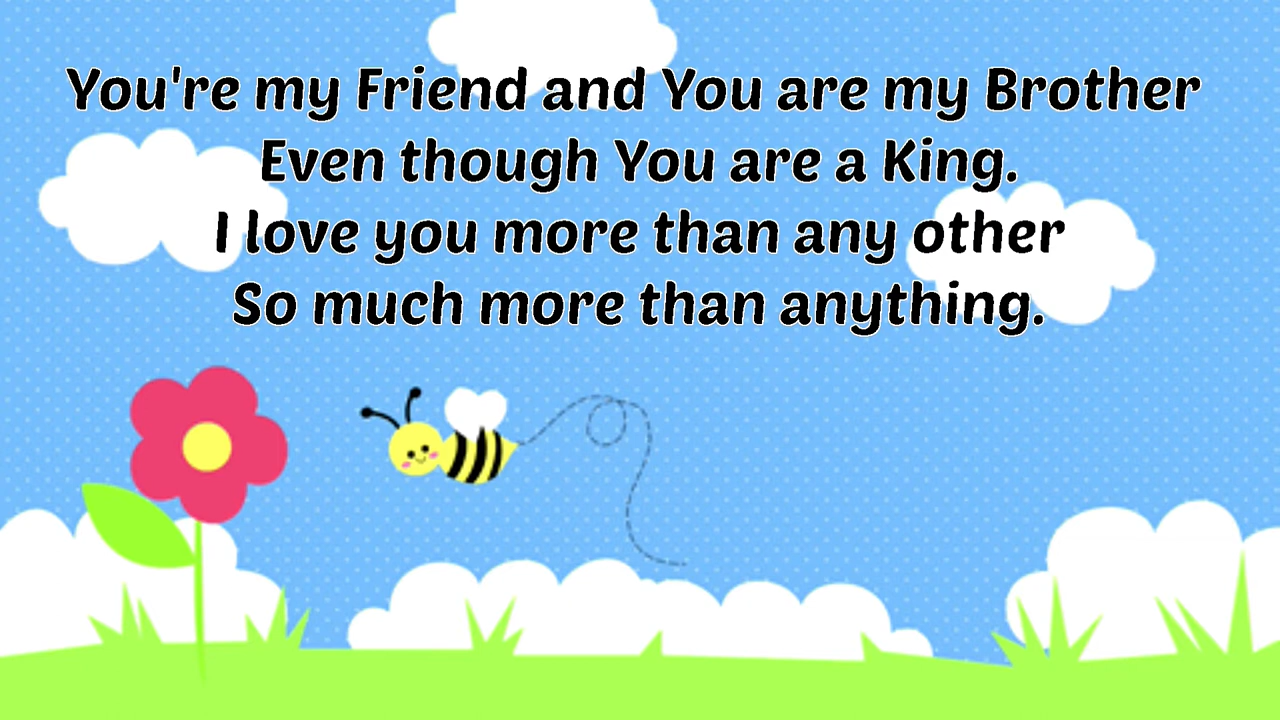 You're my Friend and You are my Brother
Even though You are a King.
I love you more than any other
So much more than anything.